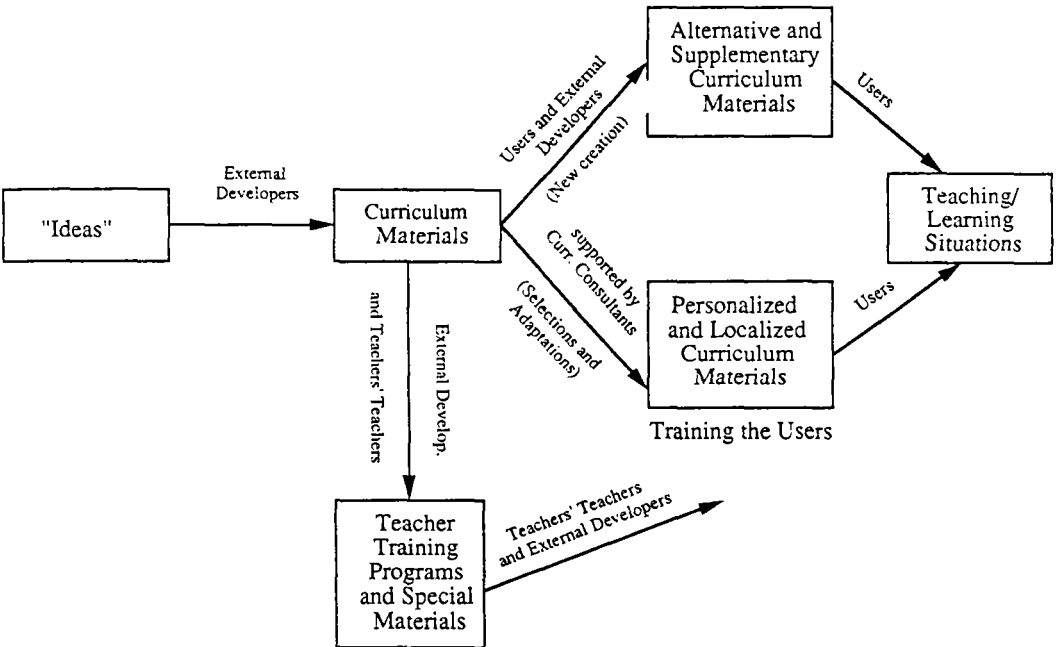 "Ideas"
External
Developers
Curriculum
Materials
Users and External
Developers
(New creation)
Alternative and
Supplementary
Curriculum
Materials
Users
Teaching/
Learning
Situations
supported by
Curr. Consultants
(Selections and
Adaptations)
Personalized
and Localized
Curriculum
Materials
Users
Training the Users
External Develop.
and Teachers' Teachers
Teacher
Training
Programs
and Special
Materials
Teachers' Teachers
and External Developers